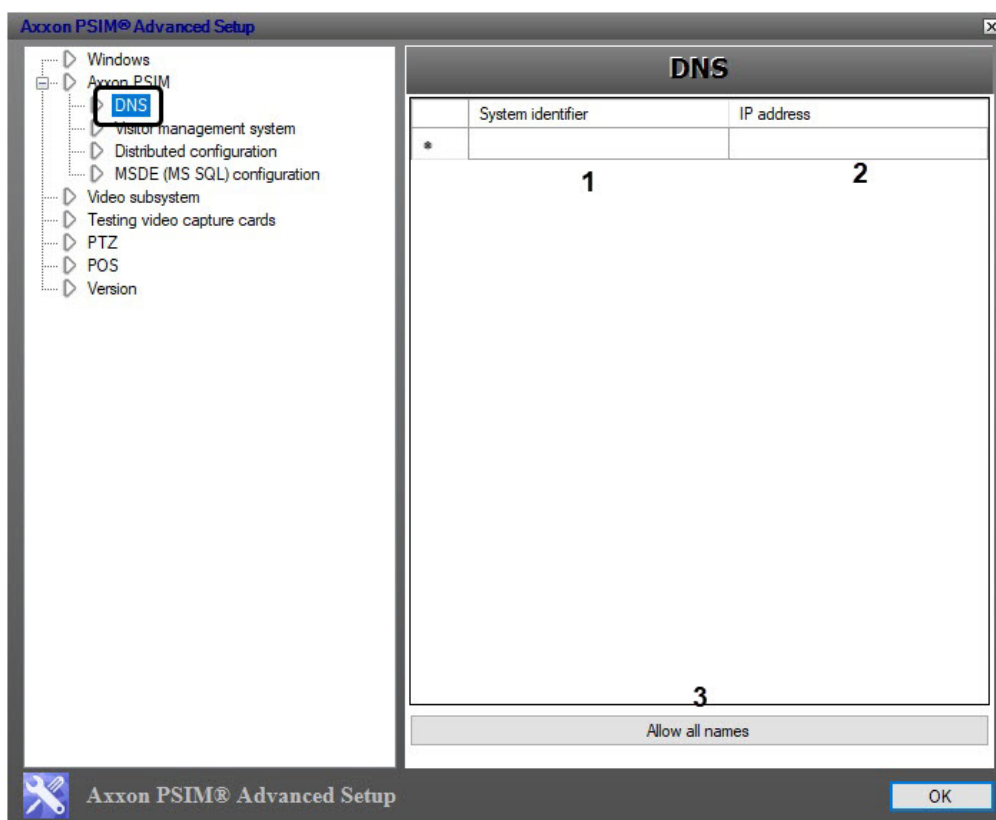 Axxon PSIM® Advanced Setup
Windows
Axxon PSIM
DNS
Visitor management system
Distributed configuration
MSDE (MS SQL) configuration
Video subsystem
Testing video capture cards
PTZ
POS
Version
DNS
System identifier IP address
*
1 2
3
Allow all names
Axxon PSIM® Advanced Setup
OK